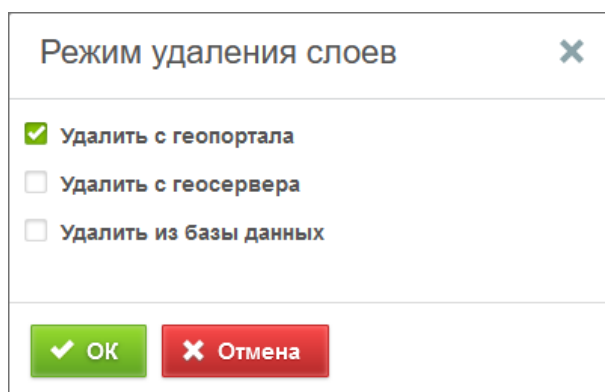 Режим удаления слоев
Удалить с геопортала
Удалить с геосервера
Удалить из базы данных
ОК
Отмена